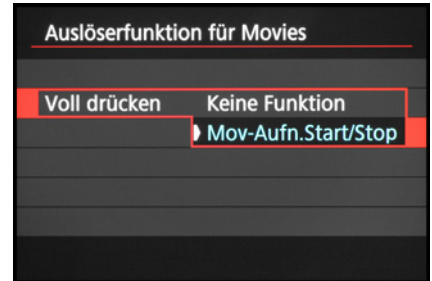 Auslöserfunktion für Movies
Voll drücken Keine Funktion
Mov-Aufn.Start/Stop